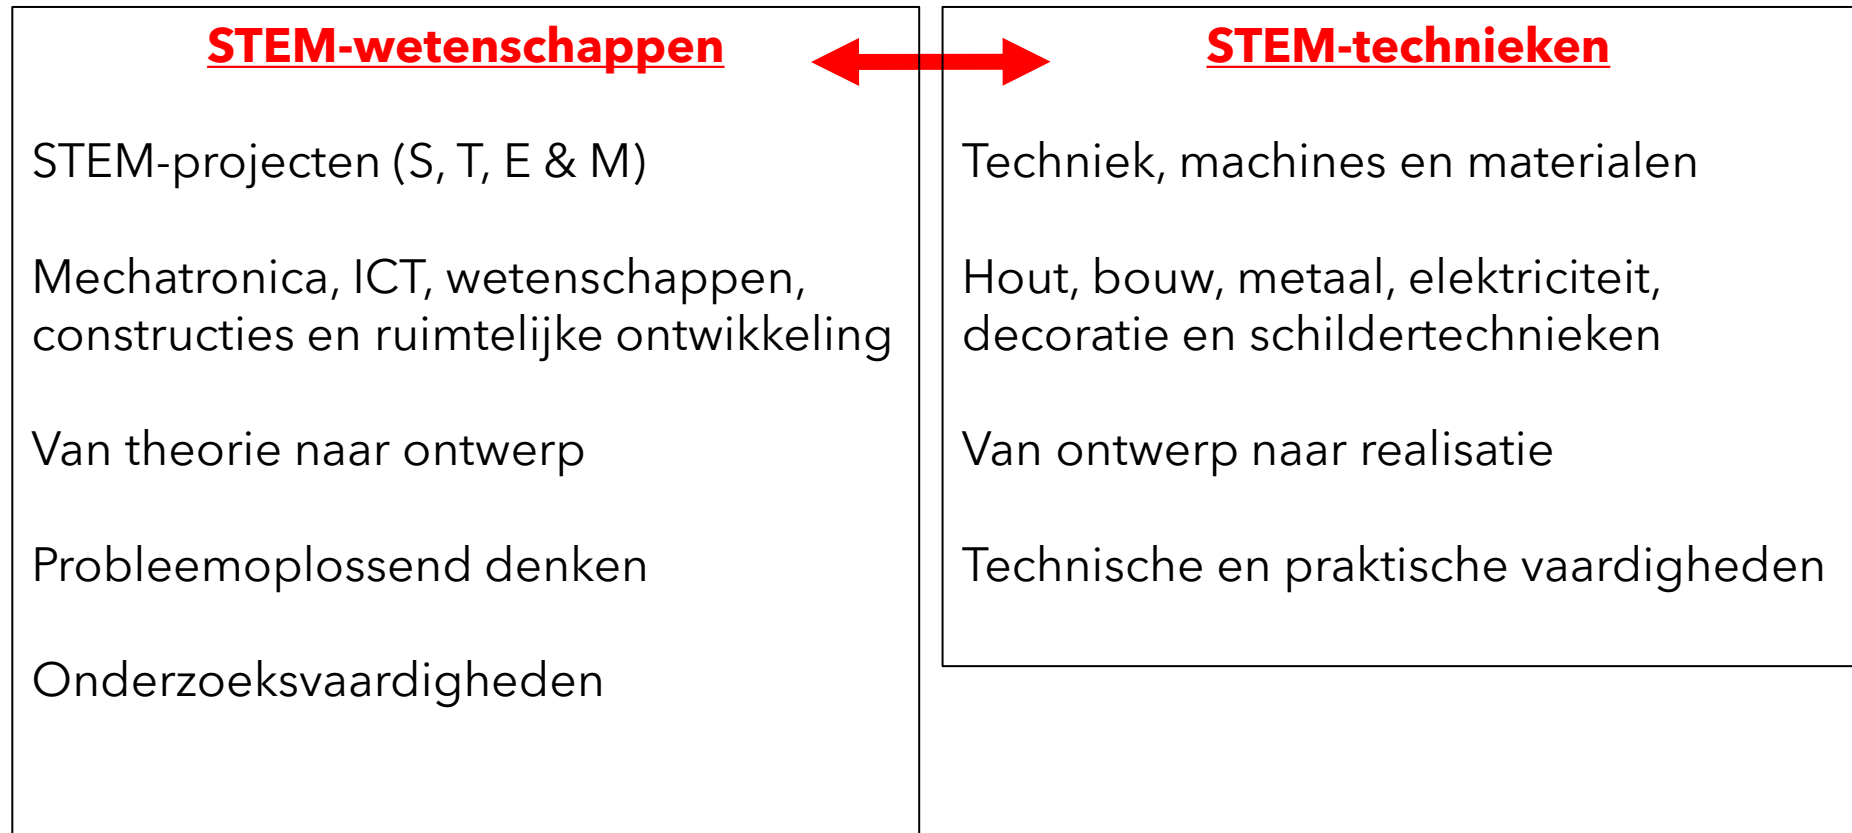 STEM-wetenschappen
STEM-projecten (S, T, E & M)
Mechatronica, ICT, wetenschappen,
constructies en ruimtelijke ontwikkeling
Van theorie naar ontwerp
Probleemoplossend denken
Onderzoeksvaardigheden
STEM-technieken
Techniek, machines en materialen
Hout, bouw, metaal, elektriciteit,
decoratie en schildertechnieken
Van ontwerp naar realisatie
Technische en praktische vaardigheden